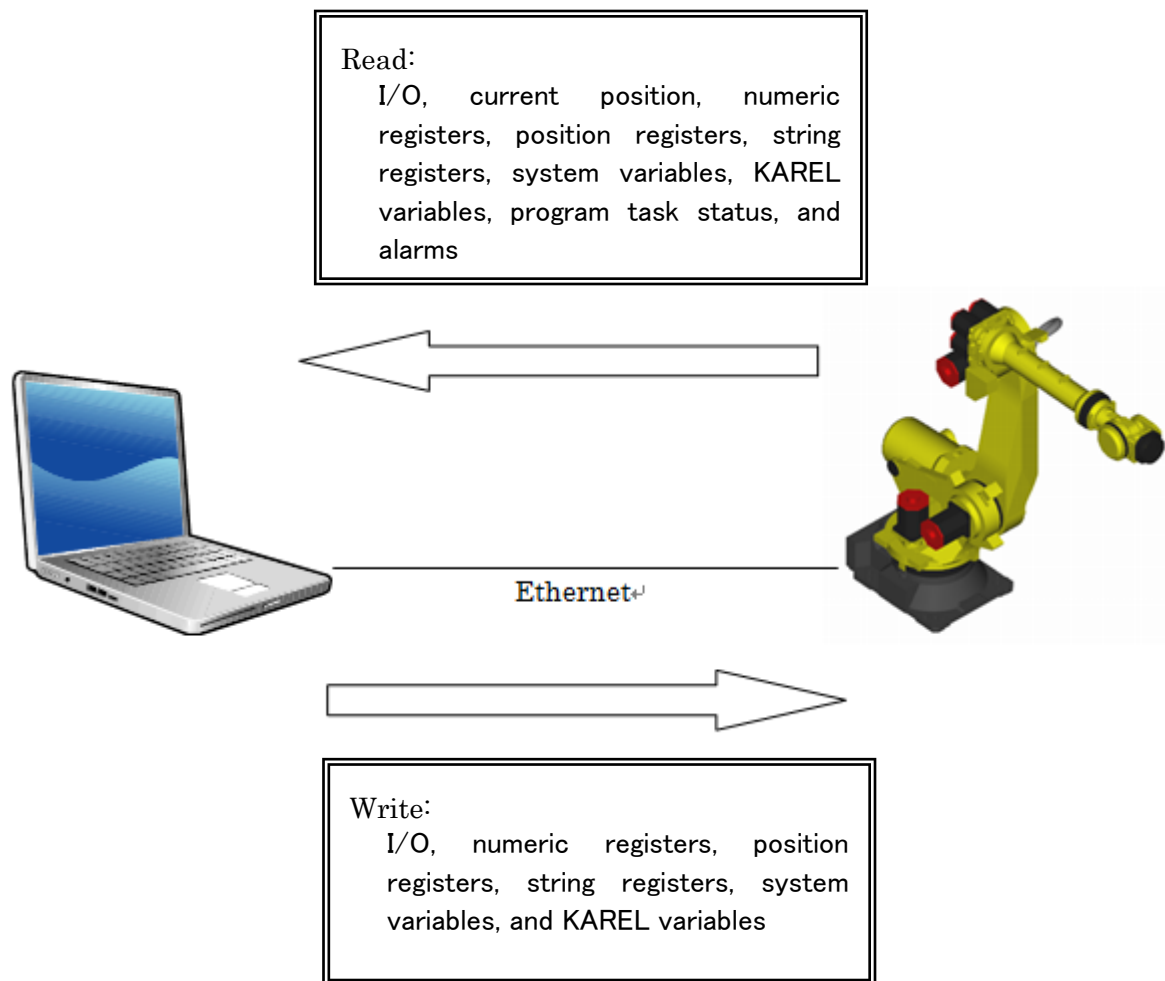 Read:
I/O, current position, numeric
registers, position registers, string
registers, system variables, KAREL
variables, program task status, and
alarms
Ethernet↵
Write:
I/O, numeric registers, position
registers, string registers, system
variables, and KAREL variables